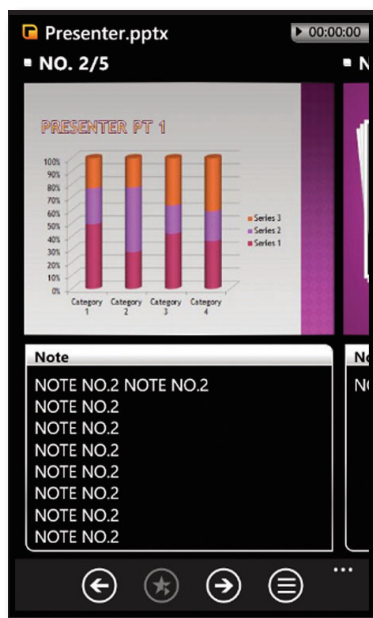 Presenter.pptx
00:00:00
NO. 2/5
N
PRESENTER PT 1
100%
90%
80%
70%
60%
50%
40%
30%
20%
10%
0%
Series 3
Series 2
Series 1
Category 1
Category 2
Category 3
Category 4
Note
NOTE NO.2 NOTE NO.2
NOTE NO.2
NOTE NO.2
NOTE NO.2
NOTE NO.2
NOTE NO.2
NOTE NO.2
NOTE NO.2
No
NO